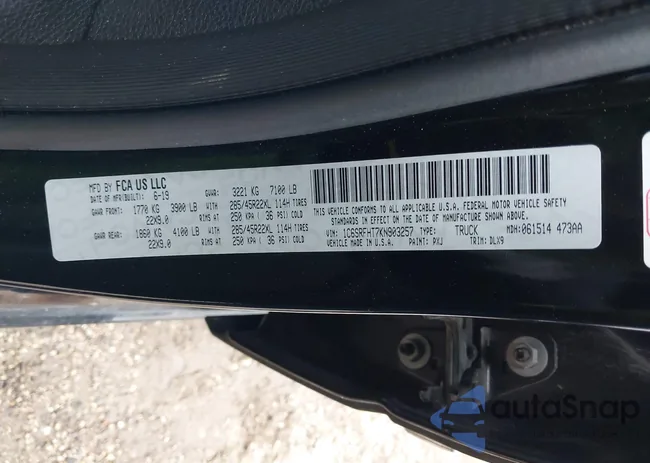 MFD BY FCA US LLC
DATE OF MFR(BUILT): 6-19 GVWR: 3221 KG 7100 LB
GAWR FRONT: 1770 KG 3900 LB 285/45R22XL 114H TIRES
22X9.0 RIMS AT 250 KPA ( 36 PSI) COLD
GAWR REAR: 1860 KG 4100 LB 285/45R22XL 114H TIRES
22X9.0 RIMS AT 250 KPA ( 36 PSI) COLD
THIS VEHICLE CONFORMS TO ALL APPLICABLE U.S.A. FEDERAL MOTOR VEHICLE SAFETY
STANDARDS IN EFFECT ON THE DATE OF MANUFACTURE SHOWN ABOVE.
VIN: 1C6SRFHT7KN903257 TYPE: TRUCK MDH: 061514 473AA
MADE IN U.S.A. PAINT: PXJ TRIM: DLX9
autoSnap
Powered by CarsFromWest